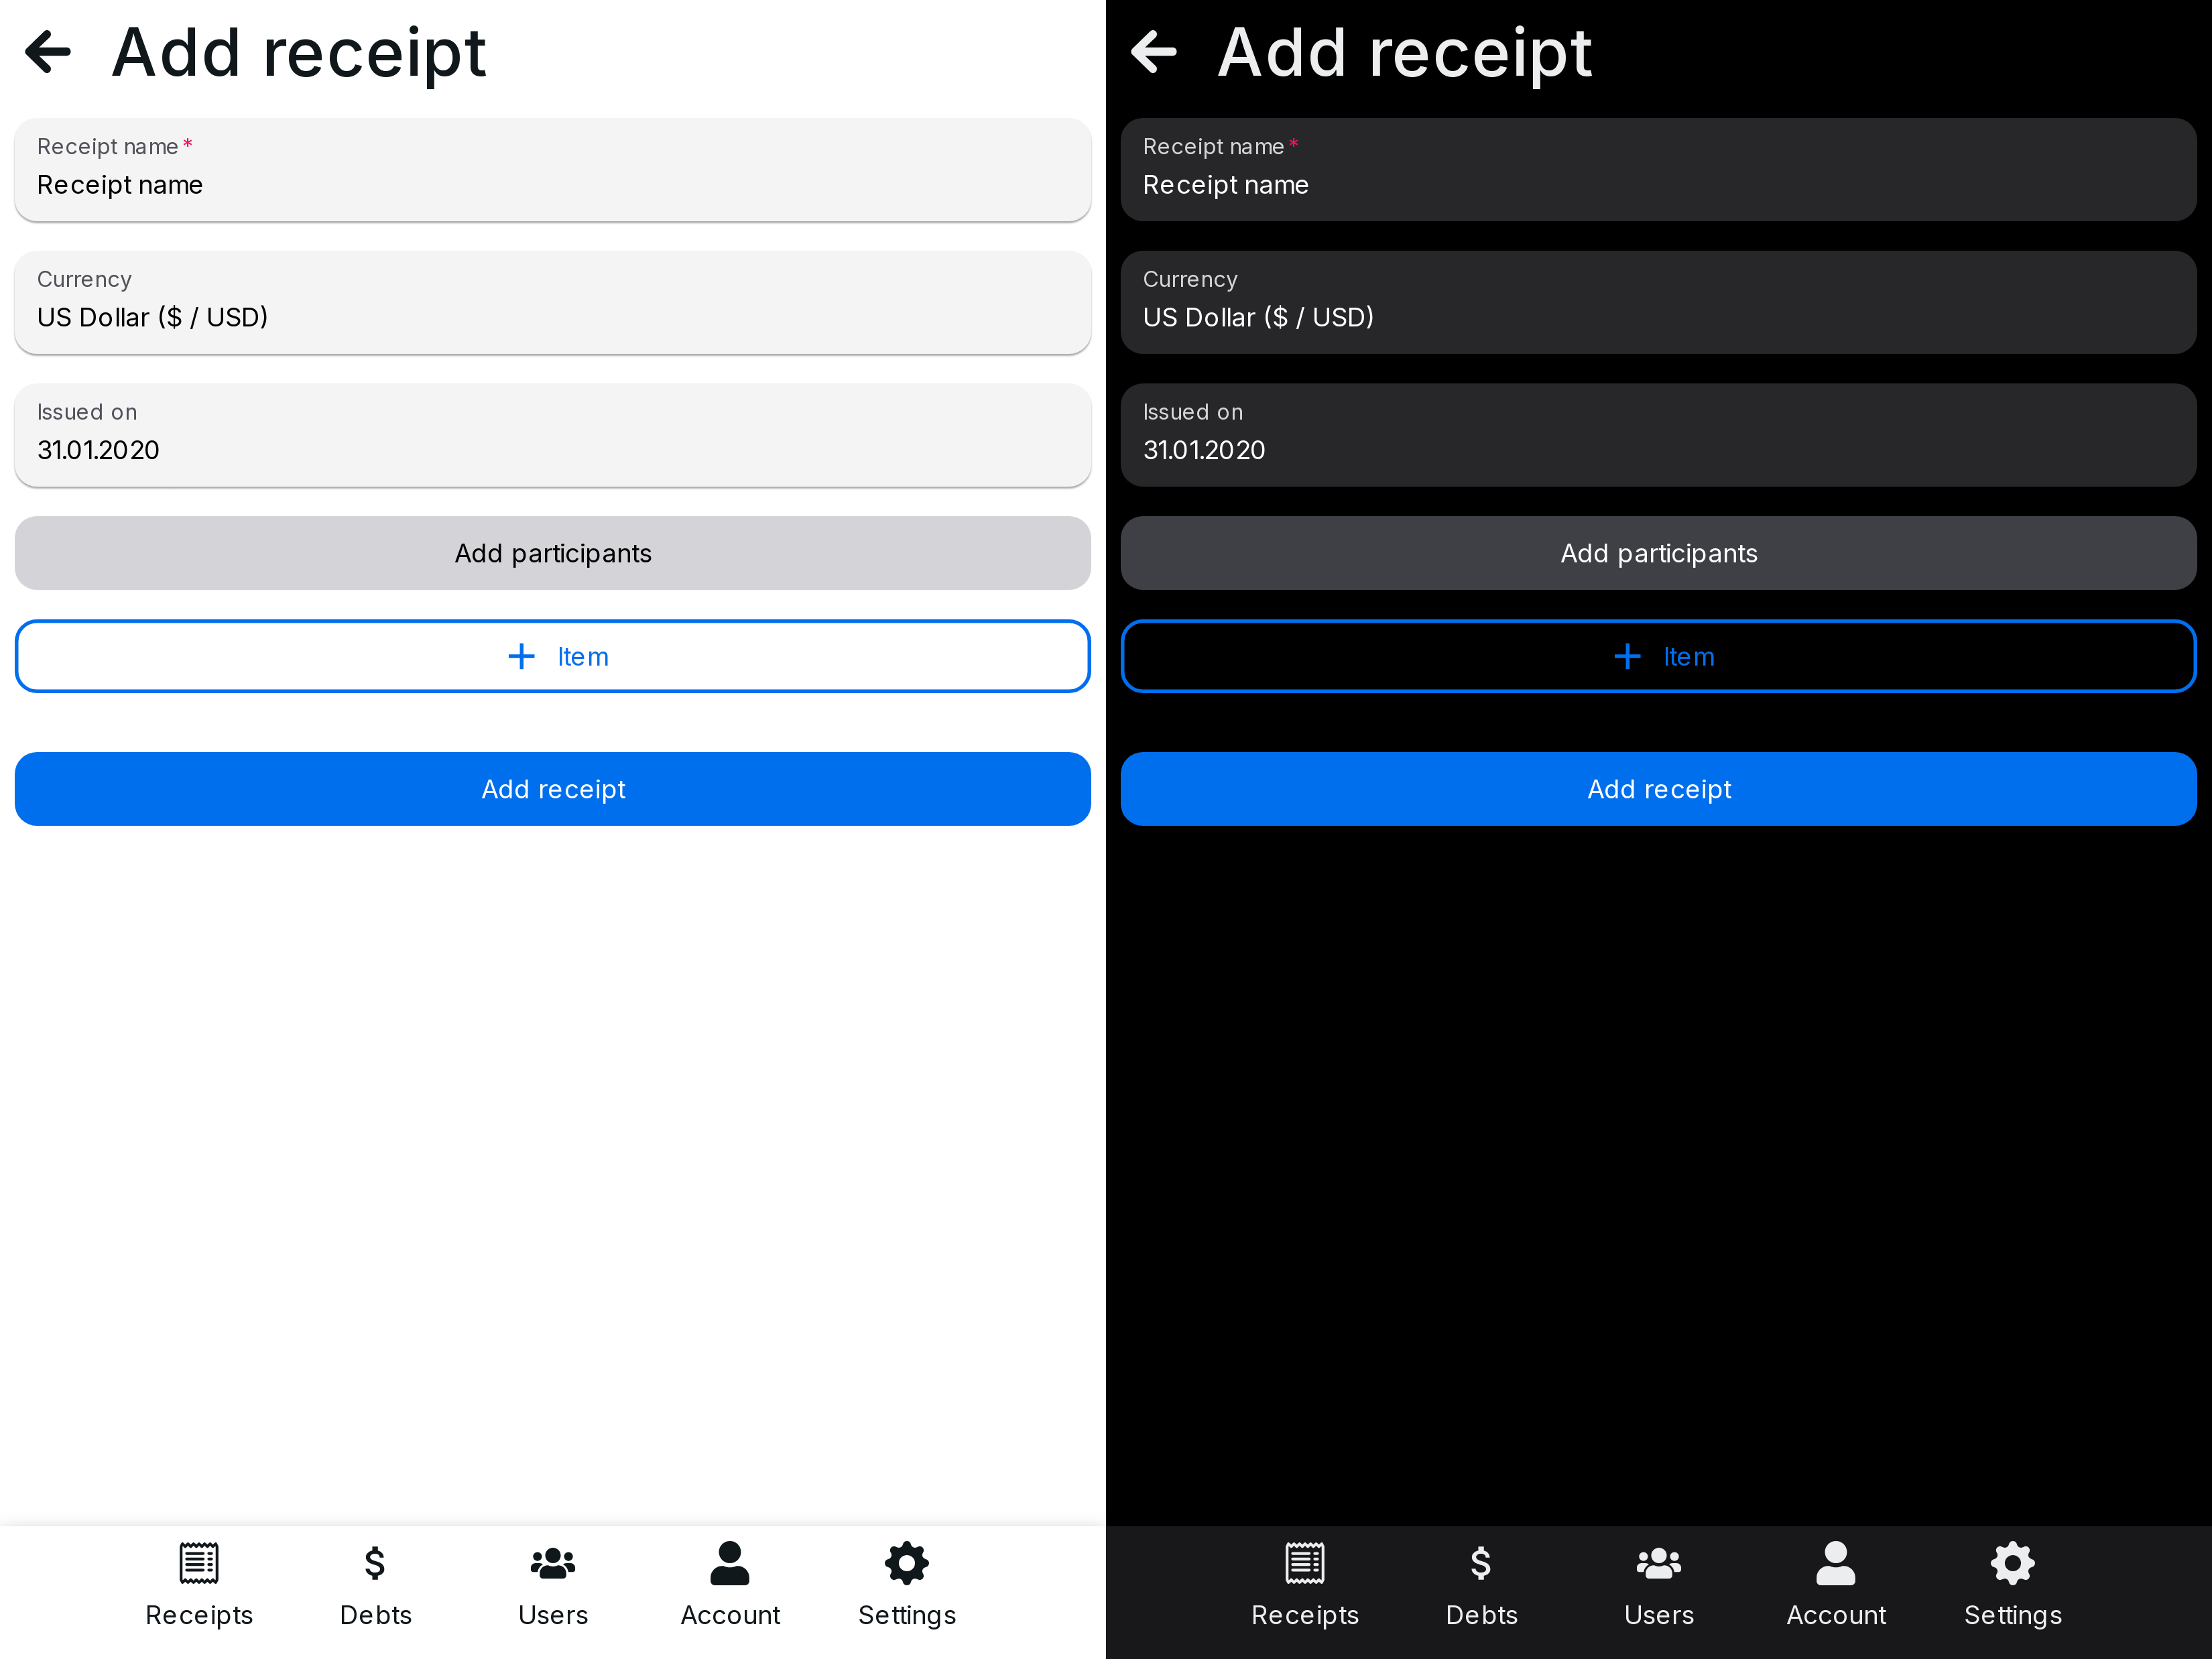 Add receipt
Receipt name*
Receipt name
Currency
US Dollar ($ / USD)
Issued on
31.01.2020
Add participants
+ Item
Add receipt
Receipts
Debts
Users
Account
Settings
Add receipt
Receipt name*
Receipt name
Currency
US Dollar ($ / USD)
Issued on
31.01.2020
Add participants
+ Item
Add receipt
Receipts
Debts
Users
Account
Settings